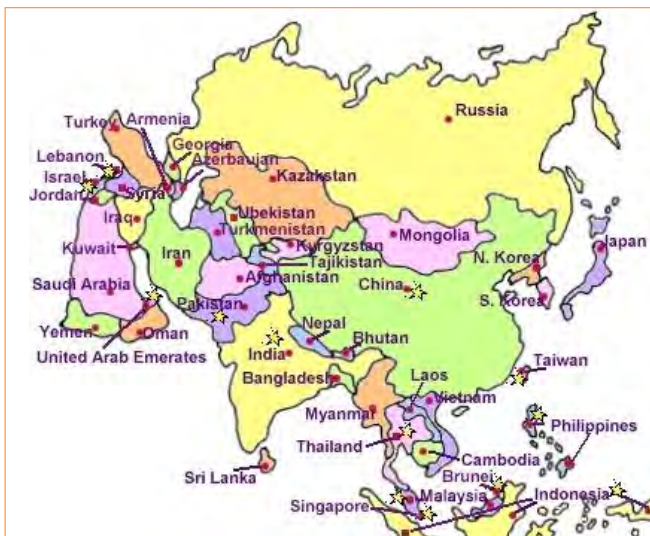 Russia
Turkey
Armenia
Georgia
Azerbaujan
Lebanon
Israel
Syria
Jordan
Kazakstan
Iraq
Ubekistan
Turkmenistan
Mongolia
Japan
Kuwait
Iran
Kyrgyzstan
Tajikistan
N. Korea
Afghanistan
Saudi Arabia
China
S. Korea
Pakistan
Yemen
Oman
Nepal
United Arab Emerates
India
Bhutan
Taiwan
Bangladesh
Laos
Vietnam
Myanmar
Philippines
Thailand
Cambodia
Sri Lanka
Brunei
Malaysia
Indonesia
Singapore